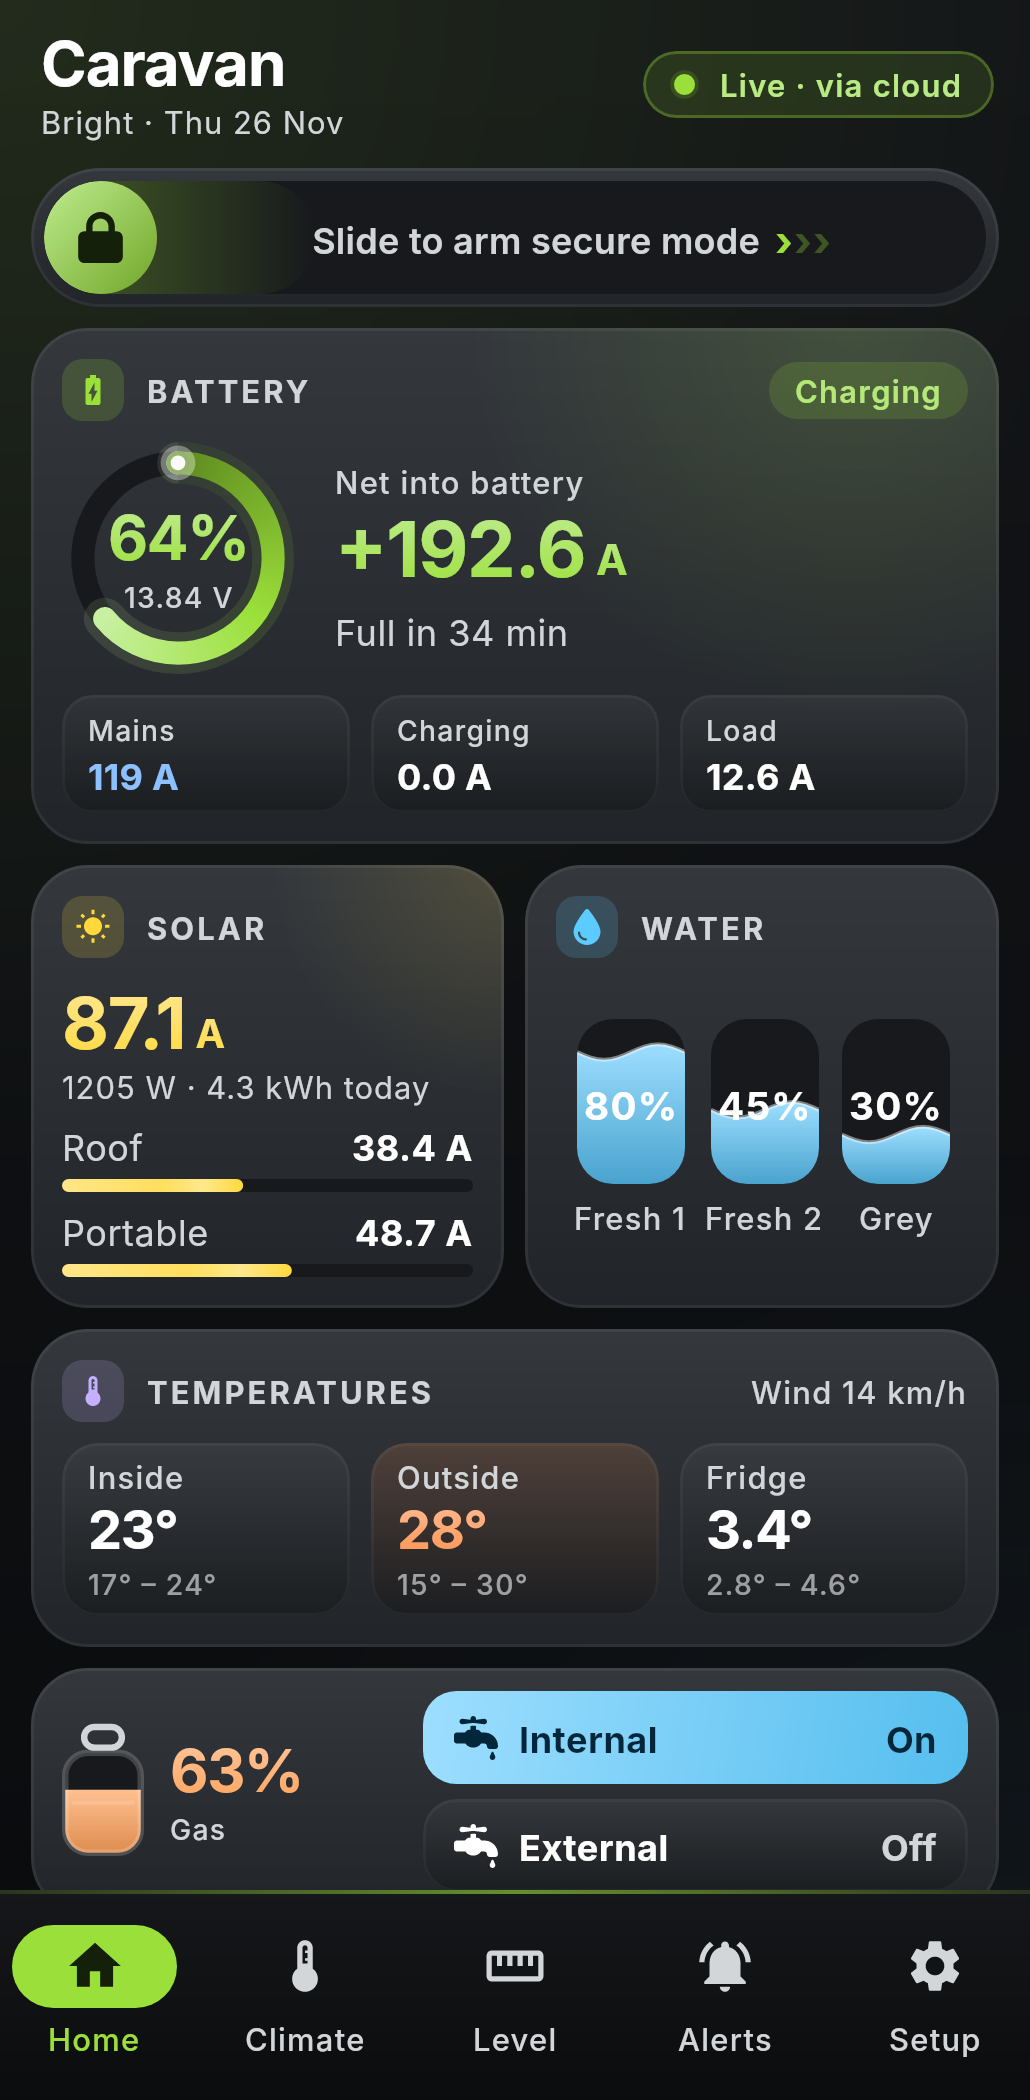 Caravan
Bright · Thu 26 Nov
Live · via cloud
Slide to arm secure mode
BATTERY
Charging
64%
13.84 V
Net into battery
+192.6 A
Full in 34 min
Mains
119 A
Charging
0.0 A
Load
12.6 A
SOLAR
87.1 A
1205 W · 4.3 kWh today
Roof 38.4 A
Portable 48.7 A
WATER
80% 45% 30%
Fresh 1 Fresh 2 Grey
TEMPERATURES
Wind 14 km/h
Inside
23°
17° – 24°
Outside
28°
15° – 30°
Fridge
3.4°
2.8° – 4.6°
63%
Gas
Internal On
External Off
Home Climate Level Alerts Setup